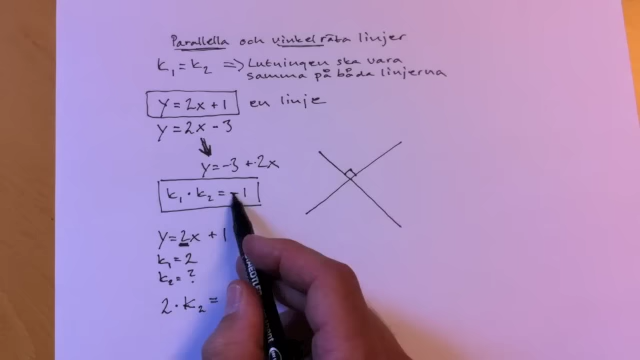 Parallella och vinkelräta linjer
k₁ = k₂ => Lutningen ska vara
samma på båda linjerna
y = 2x + 1 en linje
y = 2x - 3
y = -3 + 2x
k₁ · k₂ = -1
y = 2x + 1
k₁ = 2
k₂ = ?
2 · k₂ =
STAEDTLER